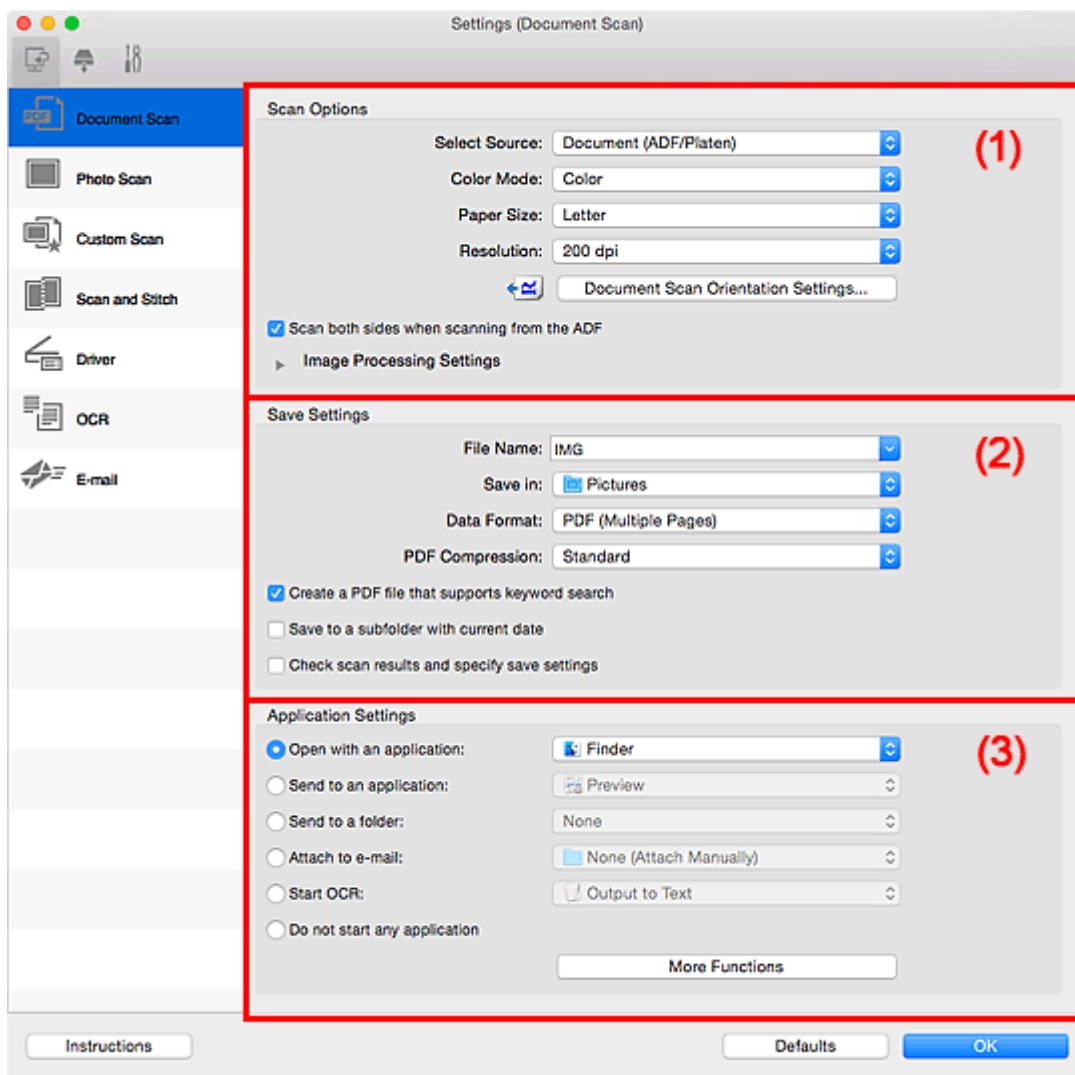 Settings (Document Scan)
PDF Document Scan
Photo Scan
Custom Scan
Scan and Stitch
Driver
OCR
E-mail
Scan Options
(1)
Select Source: Document (ADF/Platen)
Color Mode: Color
Paper Size: Letter
Resolution: 200 dpi
R Document Scan Orientation Settings...
Scan both sides when scanning from the ADF
Image Processing Settings
Save Settings
(2)
File Name: IMG
Save in: Pictures
Data Format: PDF (Multiple Pages)
PDF Compression: Standard
Create a PDF file that supports keyword search
Save to a subfolder with current date
Check scan results and specify save settings
Application Settings
(3)
Open with an application: Finder
Send to an application: Preview
Send to a folder: None
Attach to e-mail: None (Attach Manually)
Start OCR: Output to Text
Do not start any application
More Functions
Instructions
Defaults
OK